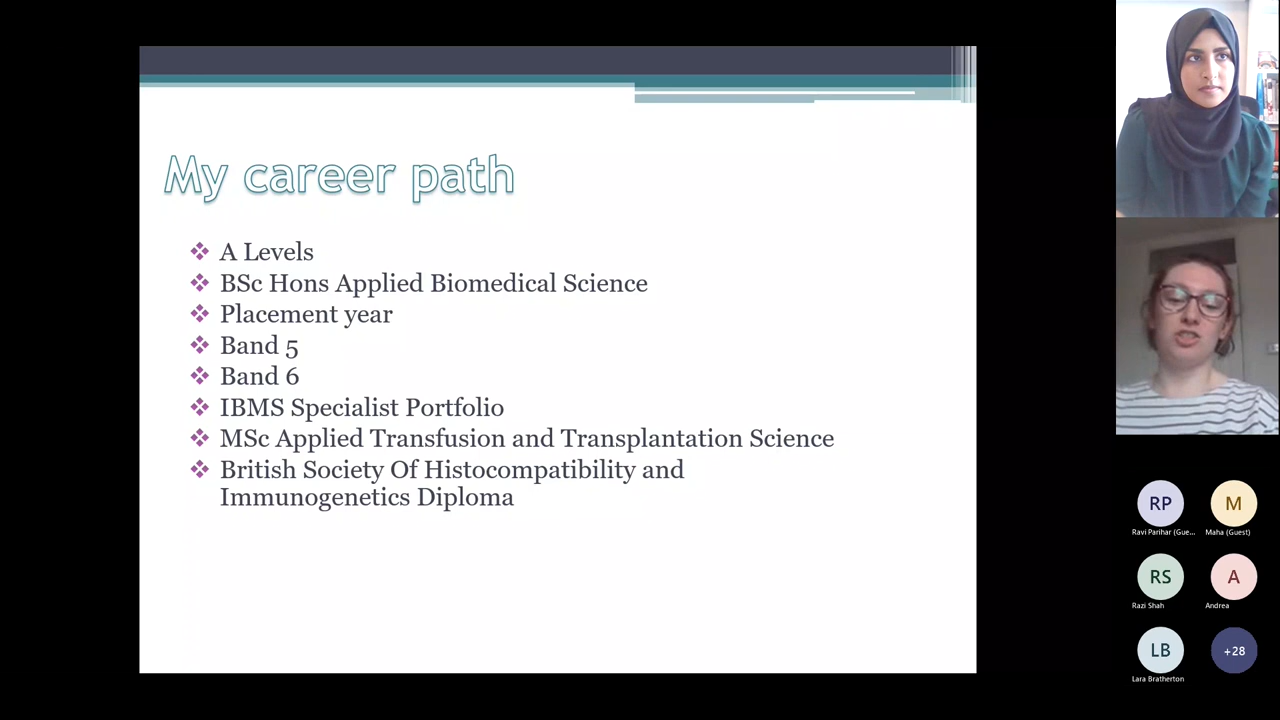 My career path
A Levels
BSc Hons Applied Biomedical Science
Placement year
Band 5
Band 6
IBMS Specialist Portfolio
MSc Applied Transfusion and Transplantation Science
British Society Of Histocompatibility and
Immunogenetics Diploma
RP
M
Ravi Parihar (Gue...
Maha (Guest)
RS
A
Razi Shah
Andrea
LB
+28
Lara Bratherton